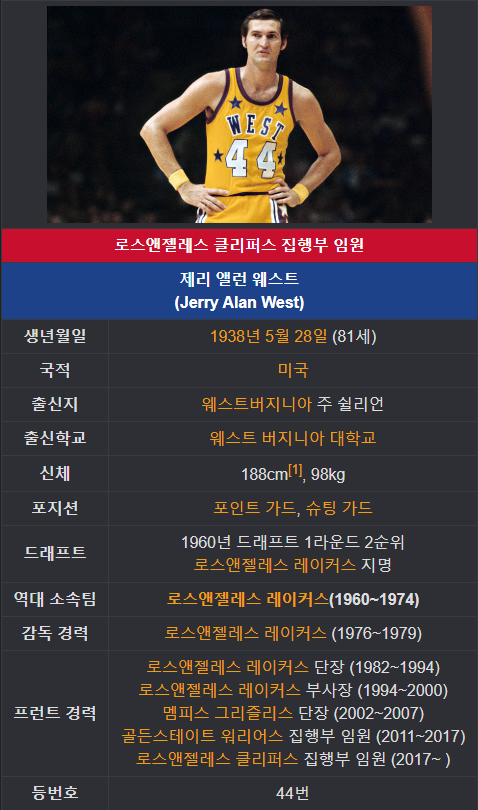 WEST
44
로스앤젤레스 클리퍼스 집행부 임원
제리 앨런 웨스트
(Jerry Alan West)
생년월일 1938년 5월 28일 (81세)
국적 미국
출신지 웨스트버지니아 주 쉴리언
출신학교 웨스트 버지니아 대학교
신체 188cm[1], 98kg
포지션 포인트 가드, 슈팅 가드
드래프트 1960년 드래프트 1라운드 2순위
로스앤젤레스 레이커스 지명
역대 소속팀 로스앤젤레스 레이커스(1960~1974)
감독 경력 로스앤젤레스 레이커스 (1976~1979)
프런트 경력 로스앤젤레스 레이커스 단장 (1982~1994)
로스앤젤레스 레이커스 부사장 (1994~2000)
멤피스 그리즐리스 단장 (2002~2007)
골든스테이트 워리어스 집행부 임원 (2011~2017)
로스앤젤레스 클리퍼스 집행부 임원 (2017~ )
등번호 44번